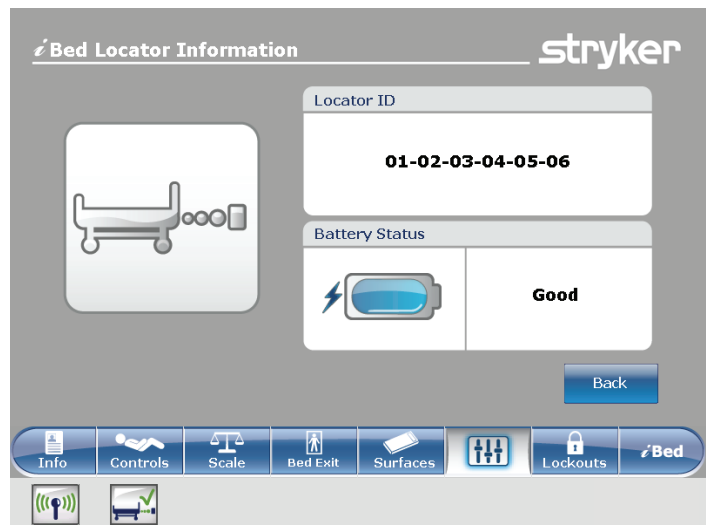 iBed Locator Information
stryker
Locator ID
01-02-03-04-05-06
Battery Status
Good
Back
Info
Controls
Scale
Bed Exit
Surfaces
Lockouts
iBed